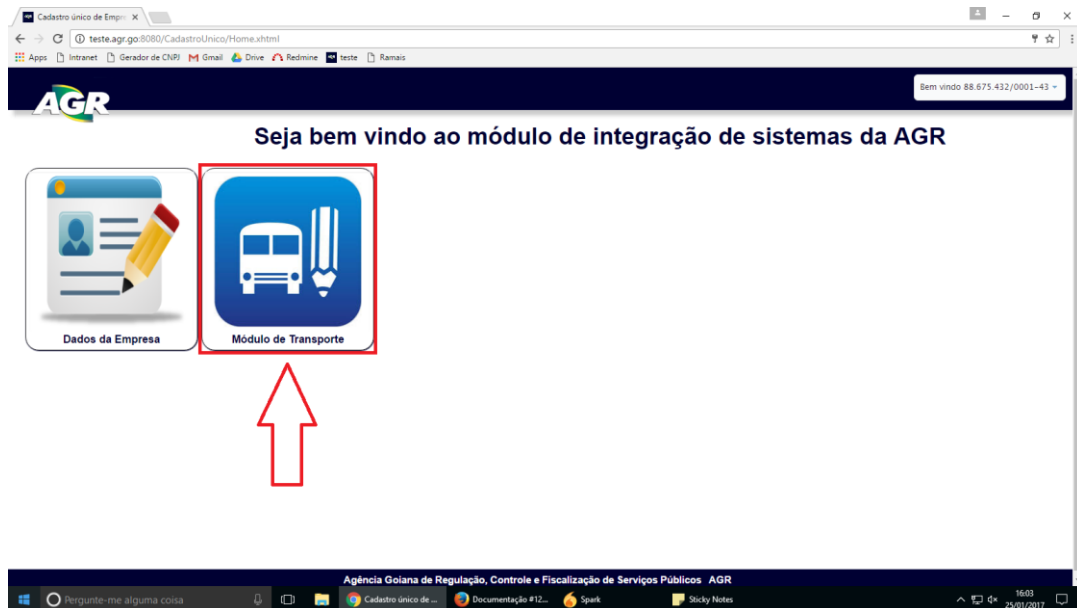 Cadastro único de Empre
teste.agr.go:8080/CadastroUnico/Home.xhtml
Apps Intranet Gerador de CNPJ Gmail Drive Redmine teste Ramais
AGR
Bem vindo 88.675.432/0001-43
Seja bem vindo ao módulo de integração de sistemas da AGR
Dados da Empresa
Módulo de Transporte
Agência Goiana de Regulação, Controle e Fiscalização de Serviços Públicos AGR
Pergunte-me alguma coisa
Cadastro único de ...
Documentação #12...
Spark
Sticky Notes
16:03
25/01/2017